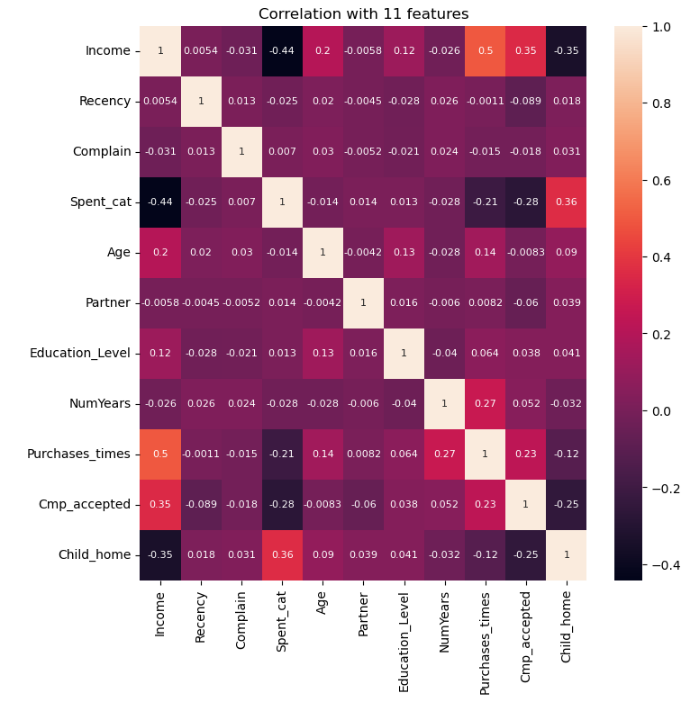 Correlation with 11 features
Income 1 0.0054 -0.031 -0.44 0.2 -0.0058 0.12 -0.026 0.5 0.35 -0.35
Recency 0.0054 1 0.013 -0.025 0.02 -0.0045 -0.028 0.026 -0.0011 -0.089 0.018
Complain -0.031 0.013 1 0.007 0.03 -0.0052 -0.021 0.024 -0.015 -0.018 0.031
Spent_cat -0.44 -0.025 0.007 1 -0.014 0.014 0.013 -0.028 -0.21 -0.28 0.36
Age 0.2 0.02 0.03 -0.014 1 -0.0042 0.13 -0.028 0.14 -0.0083 0.09
Partner -0.0058 -0.0045 -0.0052 0.014 -0.0042 1 0.016 -0.006 0.0082 -0.06 0.039
Education_Level 0.12 -0.028 -0.021 0.013 0.13 0.016 1 -0.04 0.064 0.038 0.041
NumYears -0.026 0.026 0.024 -0.028 -0.028 -0.006 -0.04 1 0.27 0.052 -0.032
Purchases_times 0.5 -0.0011 -0.015 -0.21 0.14 0.0082 0.064 0.27 1 0.23 -0.12
Cmp_accepted 0.35 -0.089 -0.018 -0.28 -0.0083 -0.06 0.038 0.052 0.23 1 -0.25
Child_home -0.35 0.018 0.031 0.36 0.09 0.039 0.041 -0.032 -0.12 -0.25 1
Income
Recency
Complain
Spent_cat
Age
Partner
Education_Level
NumYears
Purchases_times
Cmp_accepted
Child_home
1.0
0.8
0.6
0.4
0.2
0.0
−0.2
−0.4